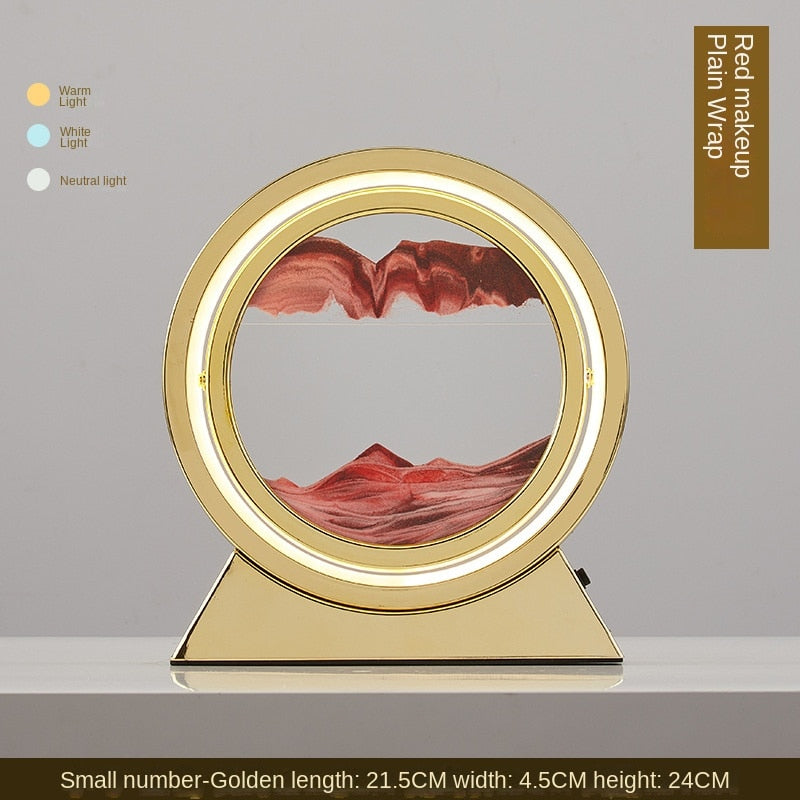 Warm
Light
White
Light
Neutral light
Red makeup
Plain Wrap
Small number-Golden length: 21.5CM width: 4.5CM height: 24CM